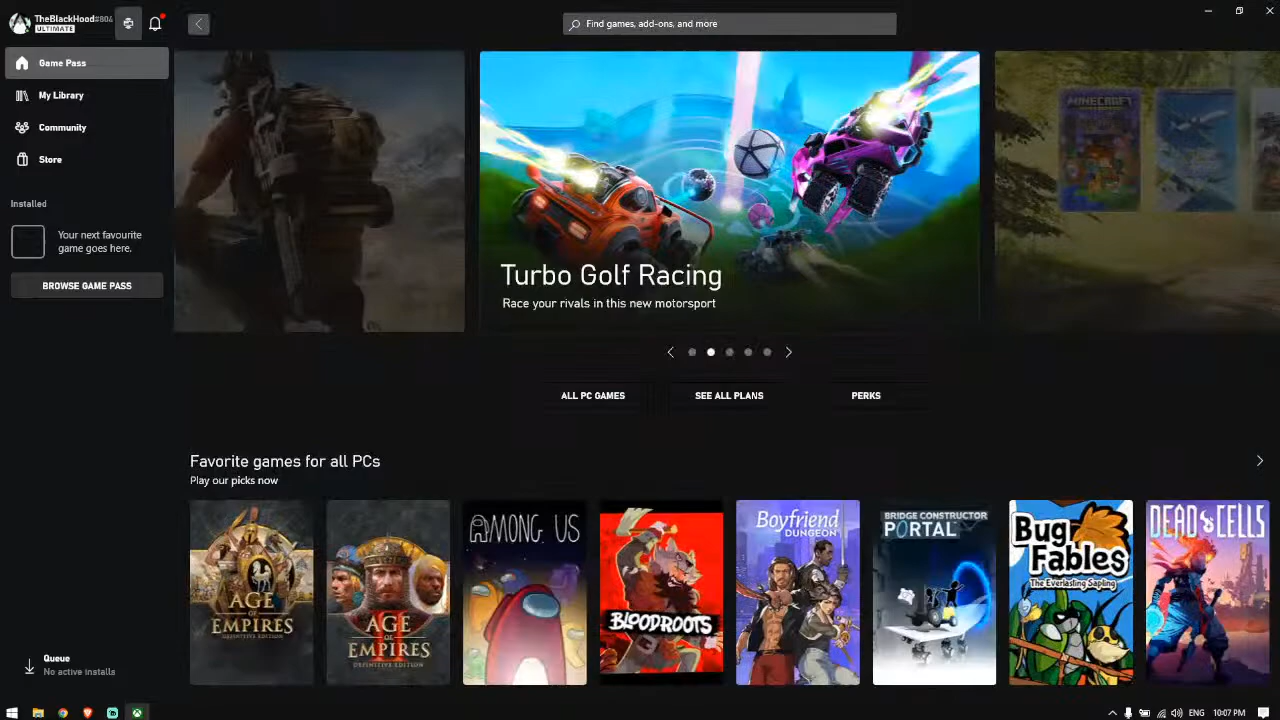 TheBlackHood#804
ULTIMATE
Find games, add-ons, and more
Game Pass
My Library
Community
Store
Installed
Your next favourite
game goes here.
BROWSE GAME PASS
MINECRAFT
Turbo Golf Racing
Race your rivals in this new motorsport
ALL PC GAMES
SEE ALL PLANS
PERKS
Favorite games for all PCs
Play our picks now
AGE
OF
EMPIRES
DEFINITIVE EDITION
AGE
OF
EMPIRES
II
DEFINITIVE EDITION
AMONG US
BLOODROOTS
Boyfriend
DUNGEON
BRIDGE CONSTRUCTOR
PORTAL
Bug
Fables
The Everlasting Sapling
DEAD CELLS
Queue
No active installs
ENG
10:07 PM